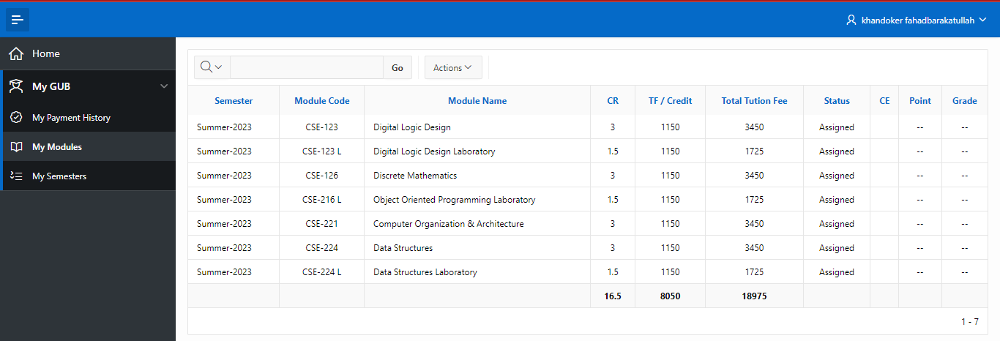 khandoker fahadbarakatullah
Home
My GUB
My Payment History
My Modules
My Semesters
Go Actions
Semester Module Code Module Name CR TF / Credit Total Tution Fee Status CE Point Grade
Summer-2023 CSE-123 Digital Logic Design 3 1150 3450 Assigned -- --
Summer-2023 CSE-123 L Digital Logic Design Laboratory 1.5 1150 1725 Assigned -- --
Summer-2023 CSE-126 Discrete Mathematics 3 1150 3450 Assigned -- --
Summer-2023 CSE-216 L Object Oriented Programming Laboratory 1.5 1150 1725 Assigned -- --
Summer-2023 CSE-221 Computer Organization & Architecture 3 1150 3450 Assigned -- --
Summer-2023 CSE-224 Data Structures 3 1150 3450 Assigned -- --
Summer-2023 CSE-224 L Data Structures Laboratory 1.5 1150 1725 Assigned -- --
16.5 8050 18975
1 - 7